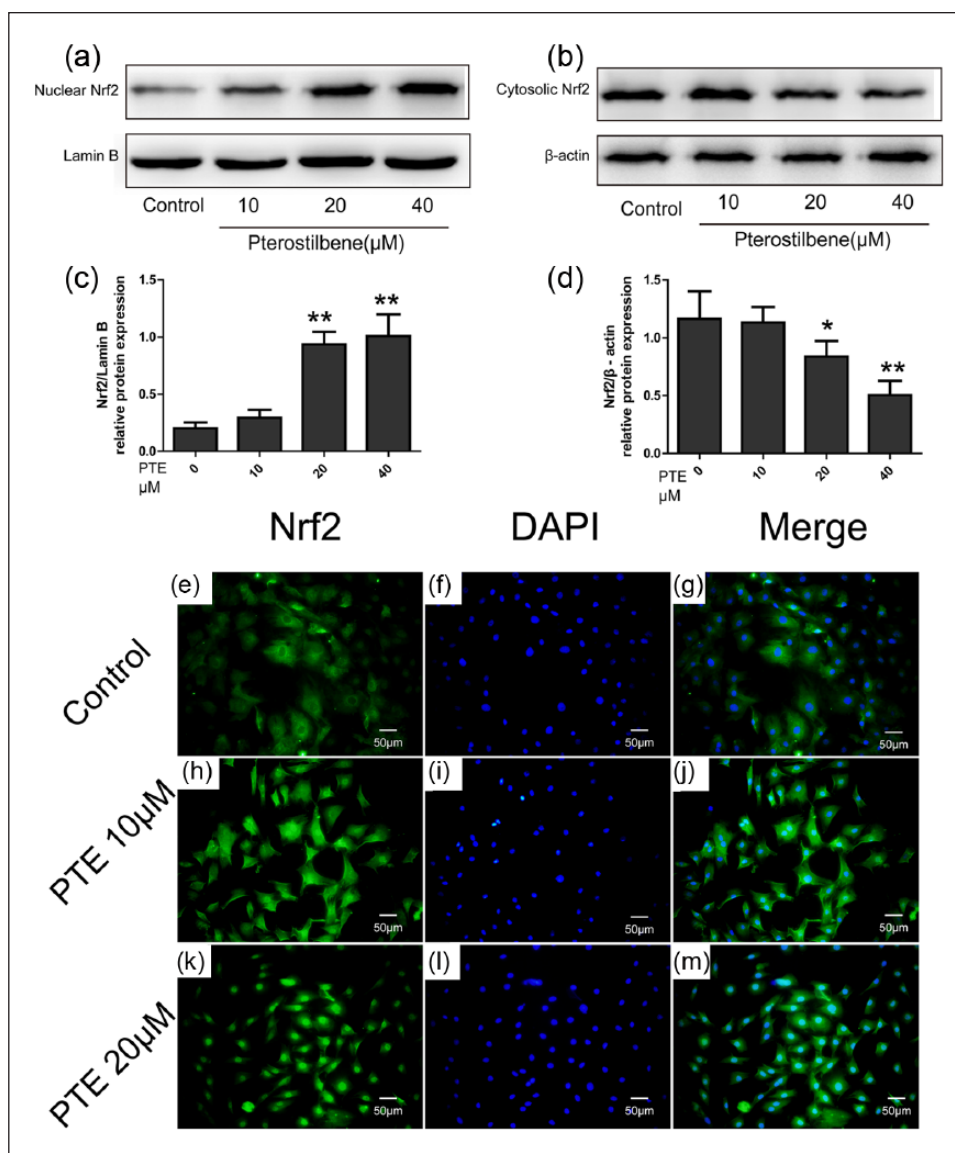 (a)
Nuclear Nrf2
Lamin B
Control 10 20 40
Pterostilbene(μM)
(b)
Cytosolic Nrf2
β-actin
Control 10 20 40
Pterostilbene(μM)
(c)
Nrf2/Lamin B
relative protein expression
1.5
1.0
0.5
0.0
** **
PTE
μM
0 10 20 40
(d)
Nrf2/β - actin
relative protein expression
1.5
1.0
0.5
0.0
* **
PTE
μM
0 10 20 40
Nrf2 DAPI Merge
Control
(e) (f) (g)
50μm 50μm 50μm
PTE 10μM
(h) (i) (j)
50μm 50μm 50μm
PTE 20μM
(k) (l) (m)
50μm 50μm 50μm